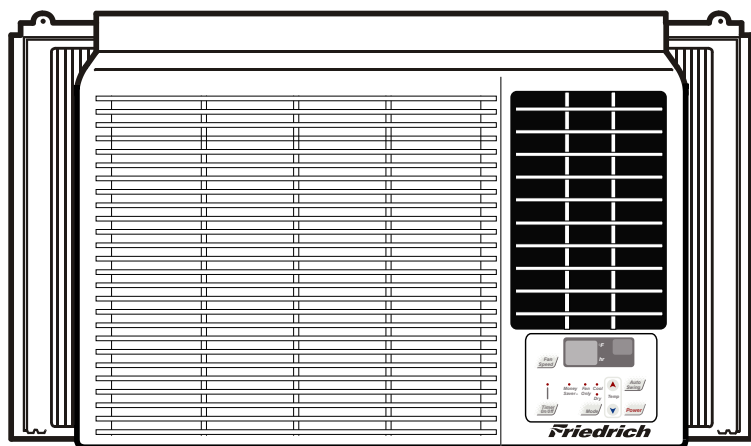 °F
hr
Fan
Speed
Money
Saver®
Fan
Only
Cool
Dry
Temp
Auto
Swing
Timer
On/Off
Mode
Power
Friedrich